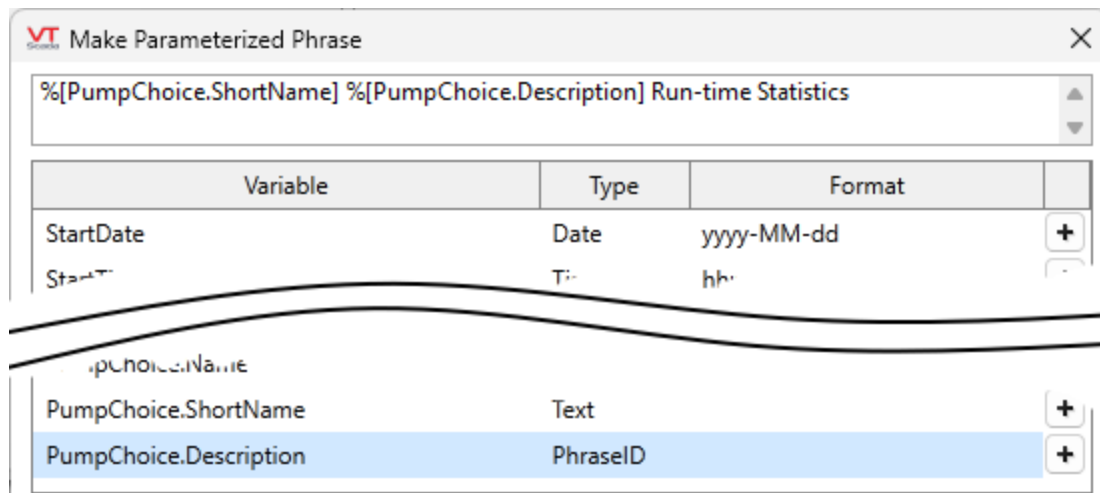 VT
Scada
Make Parameterized Phrase
%[PumpChoice.ShortName] %[PumpChoice.Description] Run-time Statistics
Variable Type Format
StartDate Date yyyy-MM-dd
PumpChoice.ShortName Text
PumpChoice.Description PhraseID